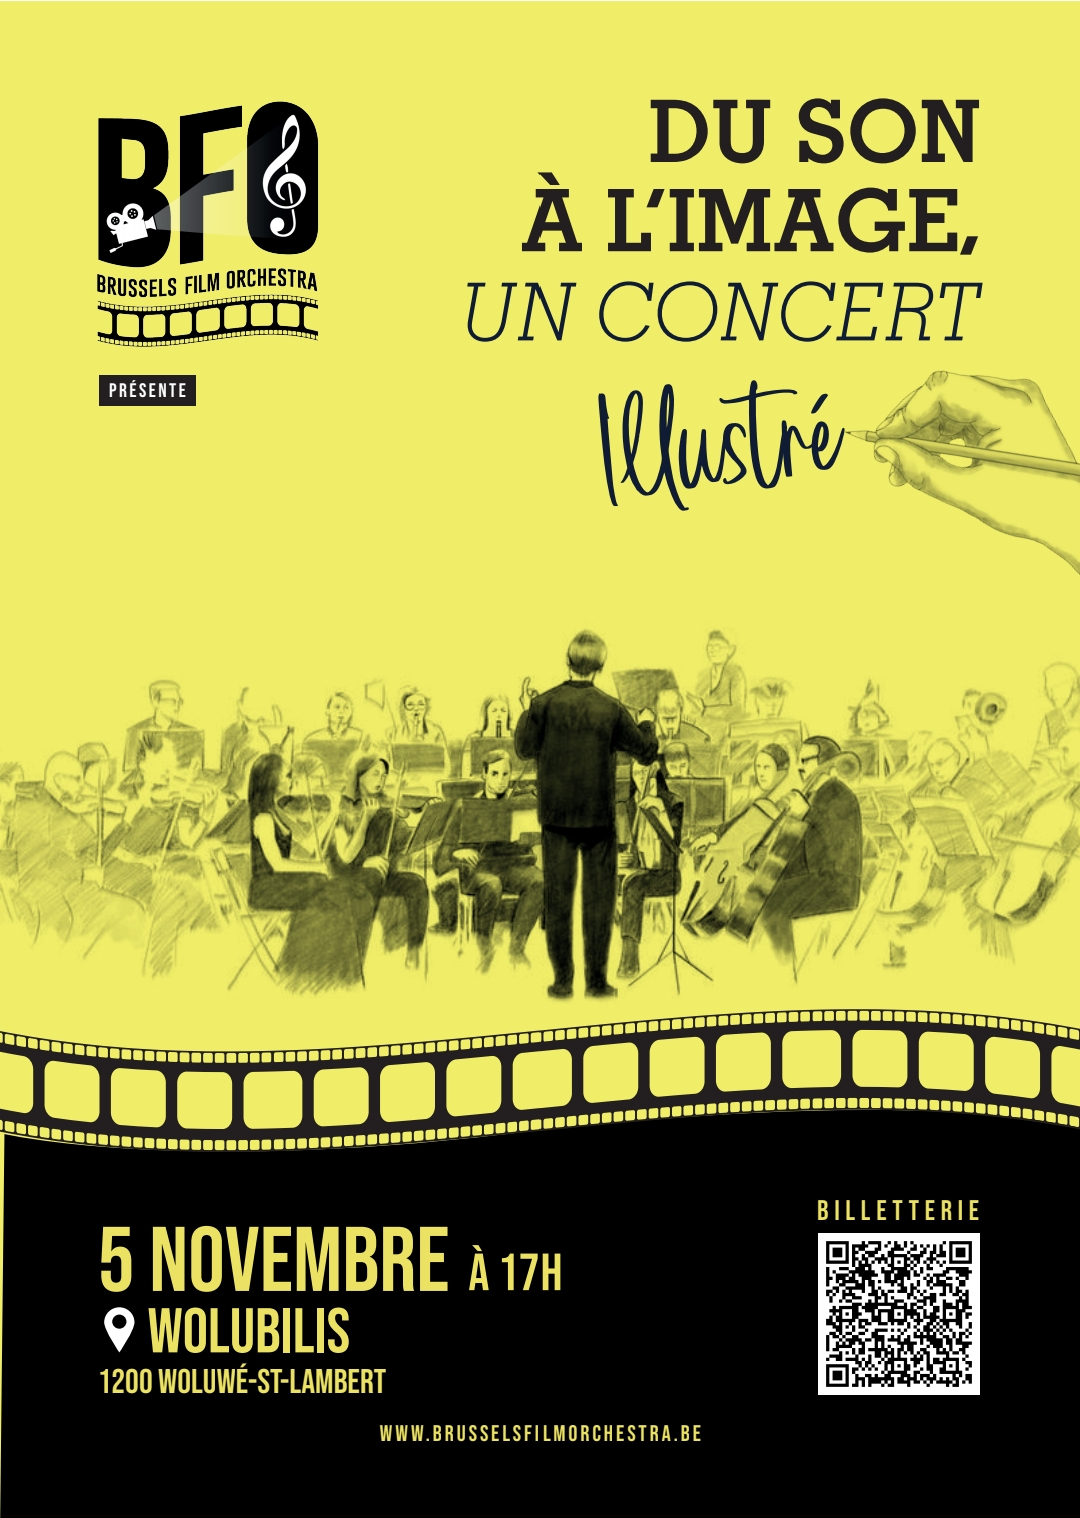 BFO
BRUSSELS FILM ORCHESTRA
PRÉSENTE
DU SON
À L'IMAGE,
UN CONCERT
Illustré
5 NOVEMBRE À 17H
WOLUBILIS
1200 WOLUWÉ-ST-LAMBERT
BILLETTERIE
WWW.BRUSSELSFILMORCHESTRA.BE